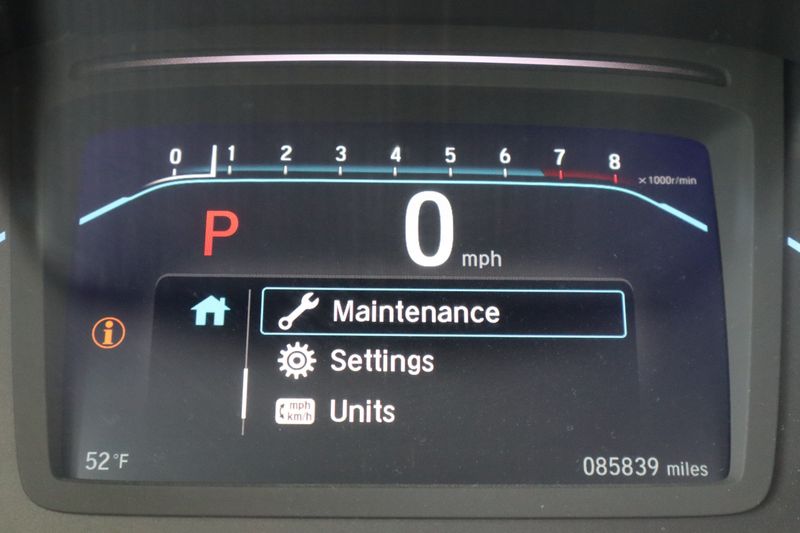 0 1 2 3 4 5 6 7 8
×1000r/min
P 0 mph
Maintenance
i
Settings
mph
km/h
Units
52°F 085839 miles